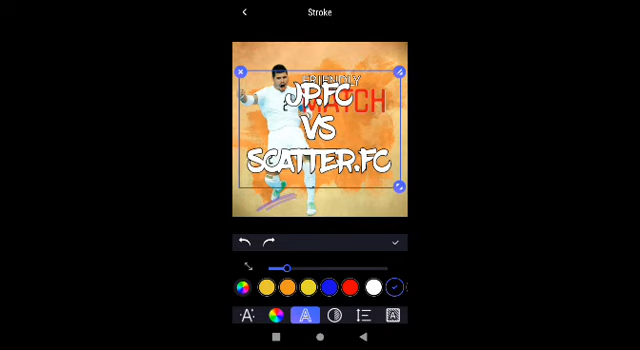 Stroke
FRIENDLY
MATCH
JP.FC
VS
SCATTER.FC